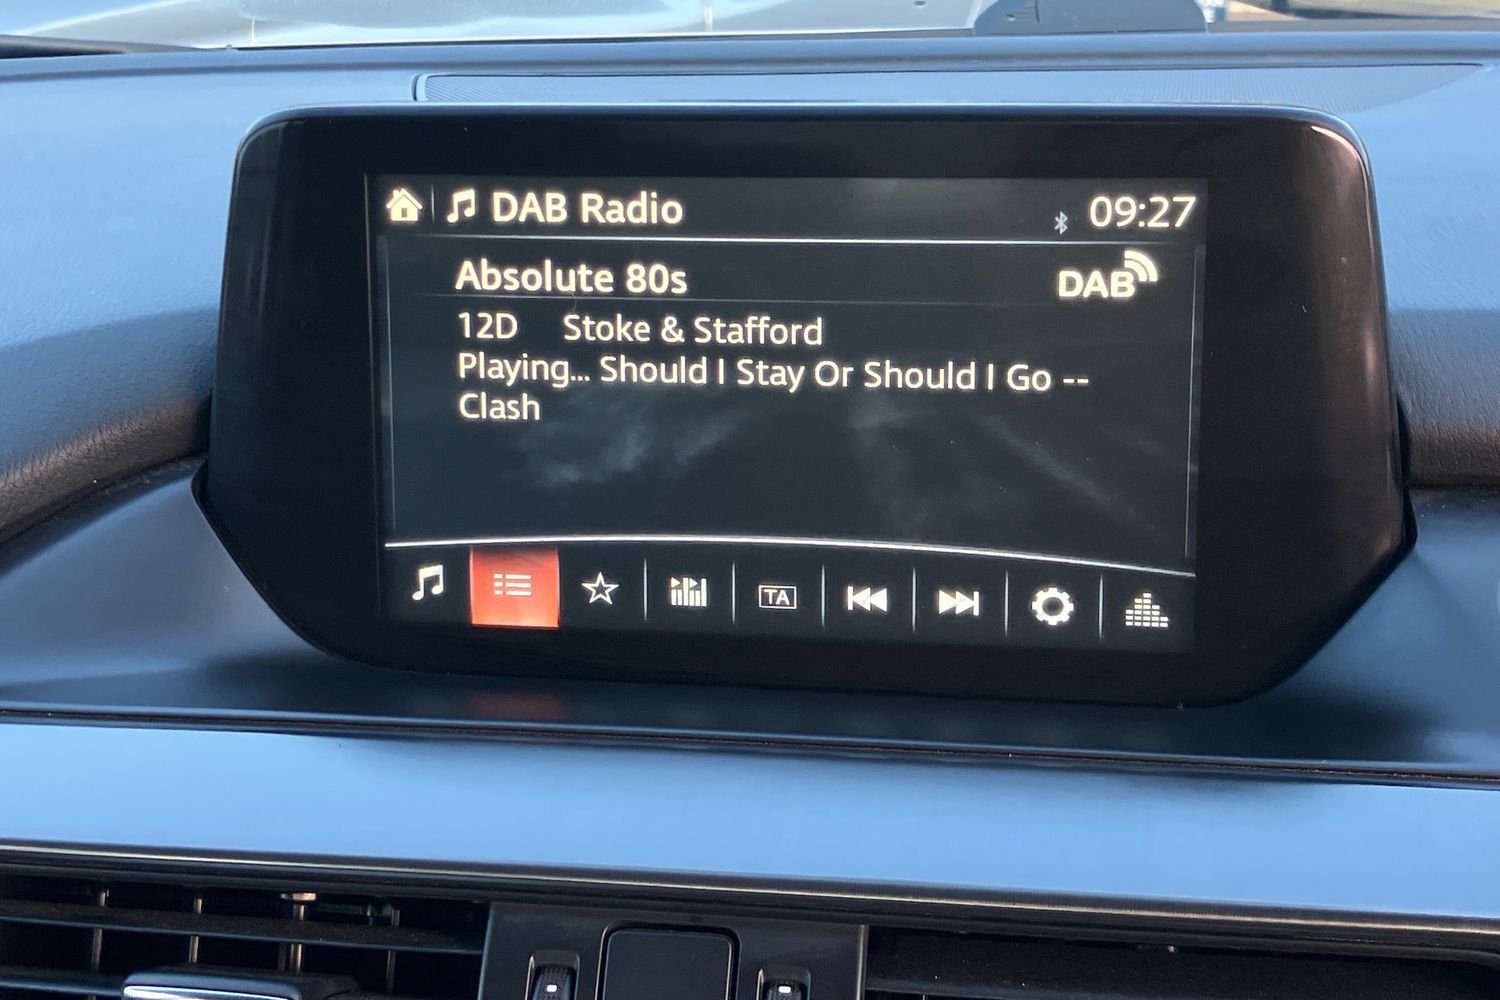 DAB Radio 09:27
Absolute 80s DAB
12D Stoke & Stafford
Playing... Should I Stay Or Should I Go --
Clash
TA